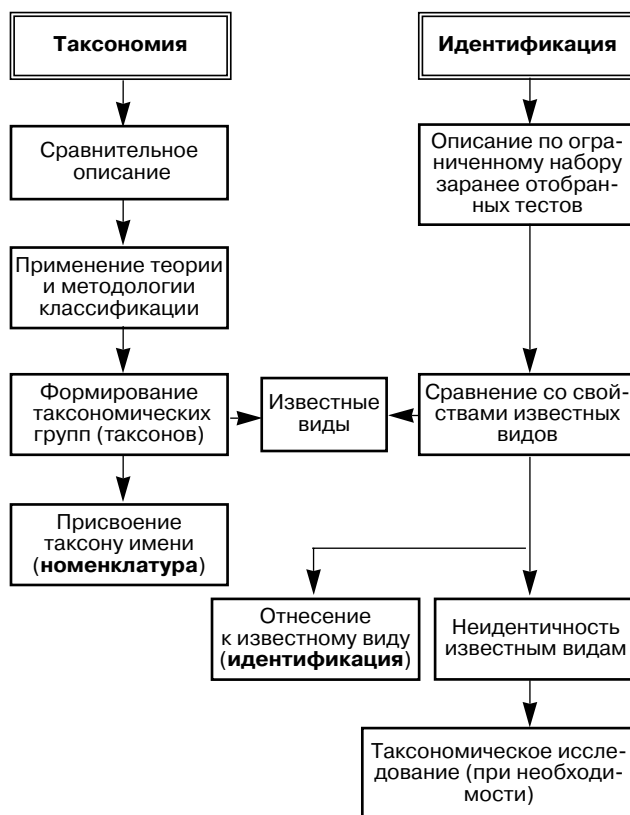 Таксономия
Сравнительное
описание
Применение теории
и методологии
классификации
Формирование
таксономических
групп (таксонов)
Присвоение
таксону имени
(номенклатура)
Известные
виды
Идентификация
Описание по огра-
ниченному набору
заранее отобран-
ных тестов
Сравнение со свой-
ствами известных
видов
Отнесение
к известному виду
(идентификация)
Неидентичность
известным видам
Таксономическое иссле-
дование (при необходи-
мости)